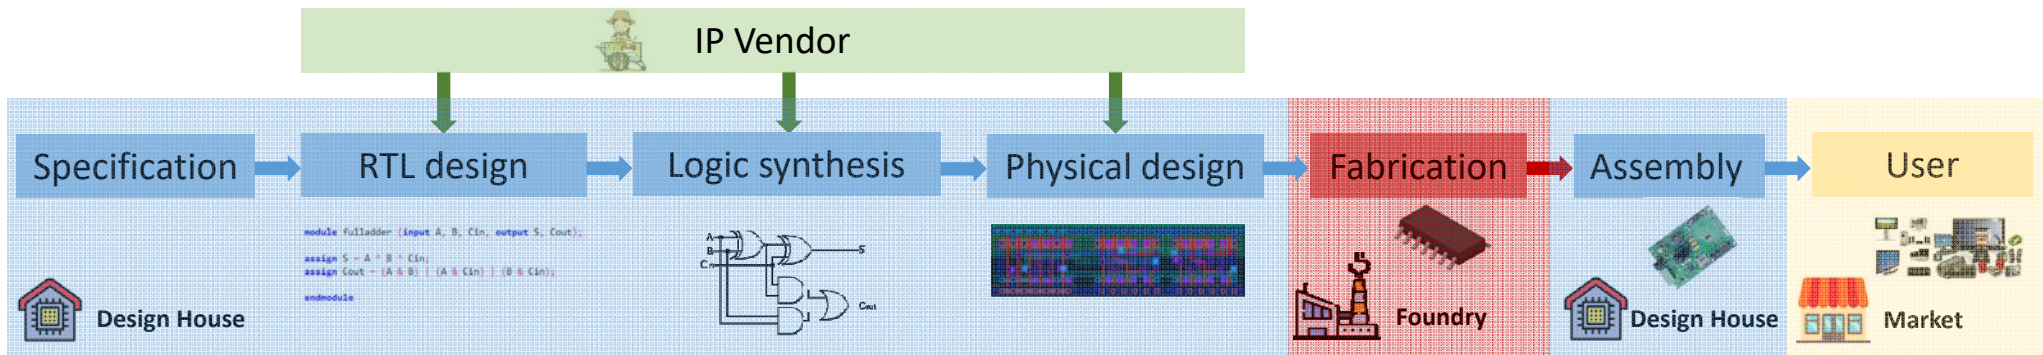 IP Vendor
Specification
RTL design
Logic synthesis
Physical design
Fabrication
Assembly
User
module fulladder (input A, B, Cin, output S, Cout);
assign S = A ^ B ^ Cin;
assign Cout = (A & B) | (A & Cin) | (B & Cin);
endmodule
A
B
Cin
S
Cout
Design House
Foundry
Design House
Market